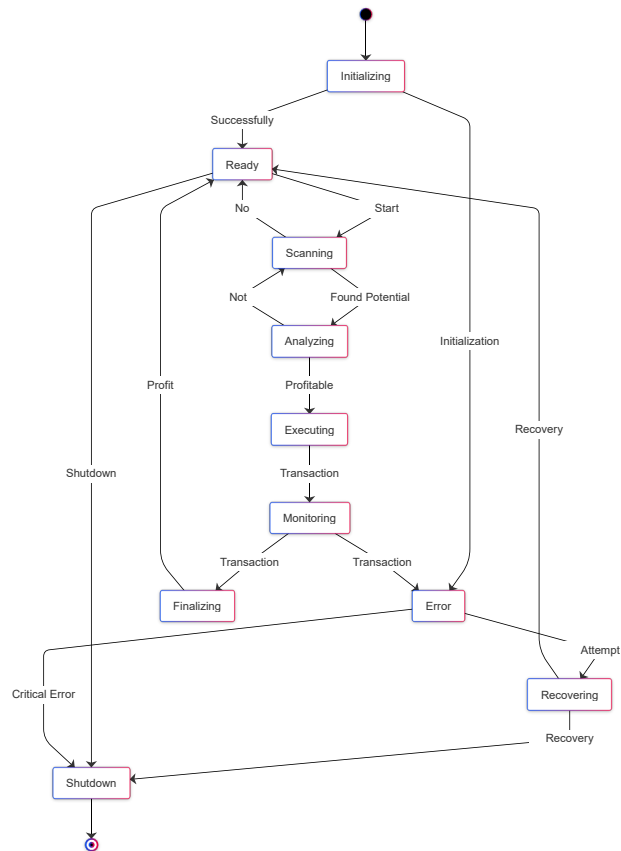 Initializing
Successfully
Ready
No
Start
Scanning
Not
Found Potential
Analyzing
Initialization
Profit
Profitable
Executing
Recovery
Shutdown
Transaction
Monitoring
Transaction
Transaction
Finalizing
Error
Attempt
Critical Error
Recovering
Recovery
Shutdown